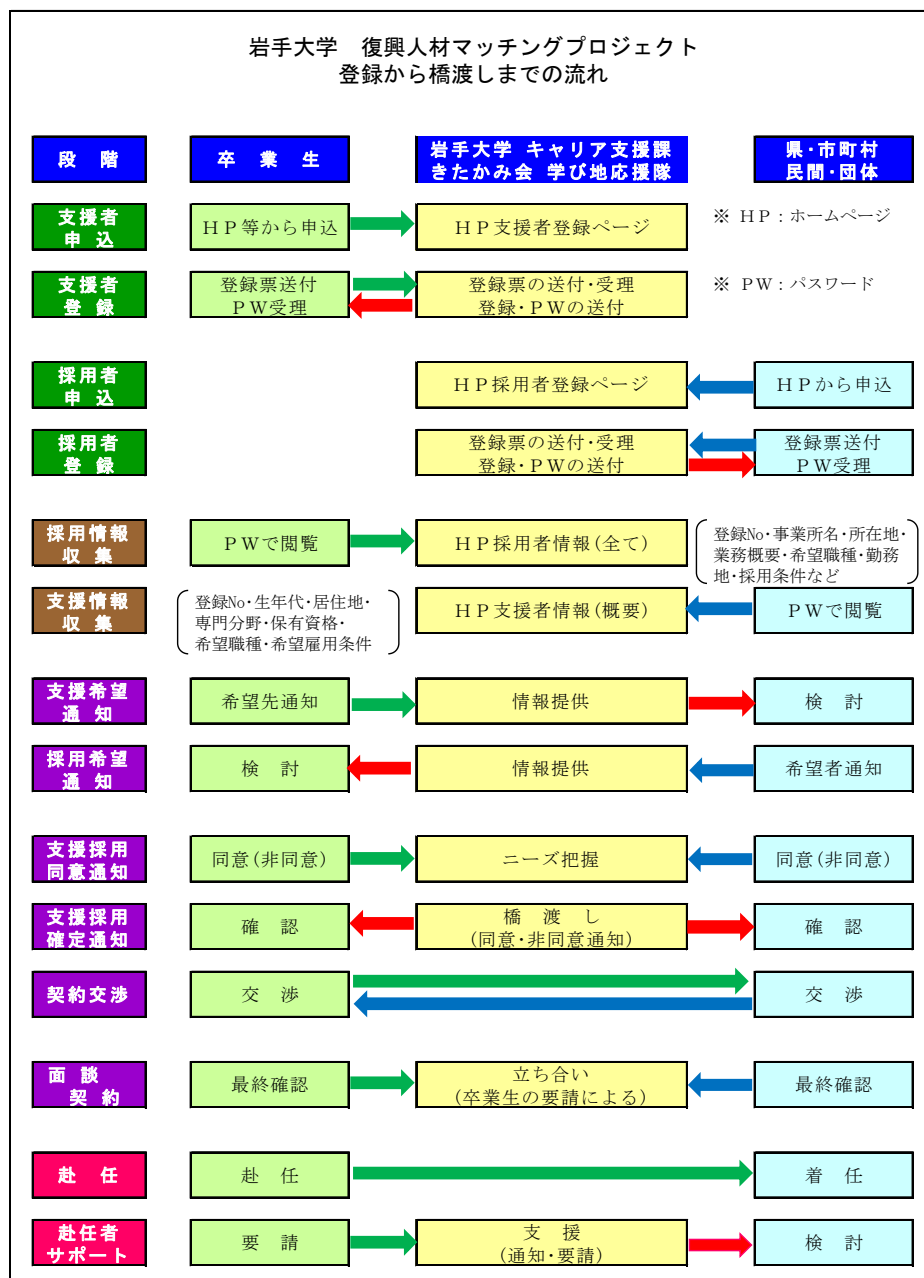 岩手大学　復興人材マッチングプロジェクト
登録から橋渡しまでの流れ
段　階
卒　業　生
岩手大学 キャリア支援課
きたかみ会 学び地応援隊
県・市町村
民間・団体
支援者
申　込
ＨＰ等から申込
ＨＰ支援者登録ページ
※ ＨＰ：ホームページ
支援者
登　録
登録票送付
ＰＷ受理
登録票の送付・受理
登録・ＰＷの送付
※ ＰＷ：パスワード
採用者
申　込
ＨＰ採用者登録ページ
ＨＰから申込
採用者
登　録
登録票の送付・受理
登録・ＰＷの送付
登録票送付
ＰＷ受理
採用情報
収　集
ＰＷで閲覧
ＨＰ採用者情報(全て)
登録No・事業所名・所在地・
業務概要・希望職種・勤務
地・採用条件など
支援情報
収　集
登録No・生年代・居住地・
専門分野・保有資格・
希望職種・希望雇用条件
ＨＰ支援者情報(概要)
ＰＷで閲覧
支援希望
通　知
希望先通知
情報提供
検　討
採用希望
通　知
検　討
情報提供
希望者通知
支援採用
同意通知
同意(非同意)
ニーズ把握
同意(非同意)
支援採用
確定通知
確　認
橋　渡　し
(同意・非同意通知)
確　認
契約交渉
交　渉
交　渉
面　談
契　約
最終確認
立ち合い
(卒業生の要請による)
最終確認
赴　任
赴　任
着　任
赴任者
サポート
要　請
支　援
(通知・要請)
検　討